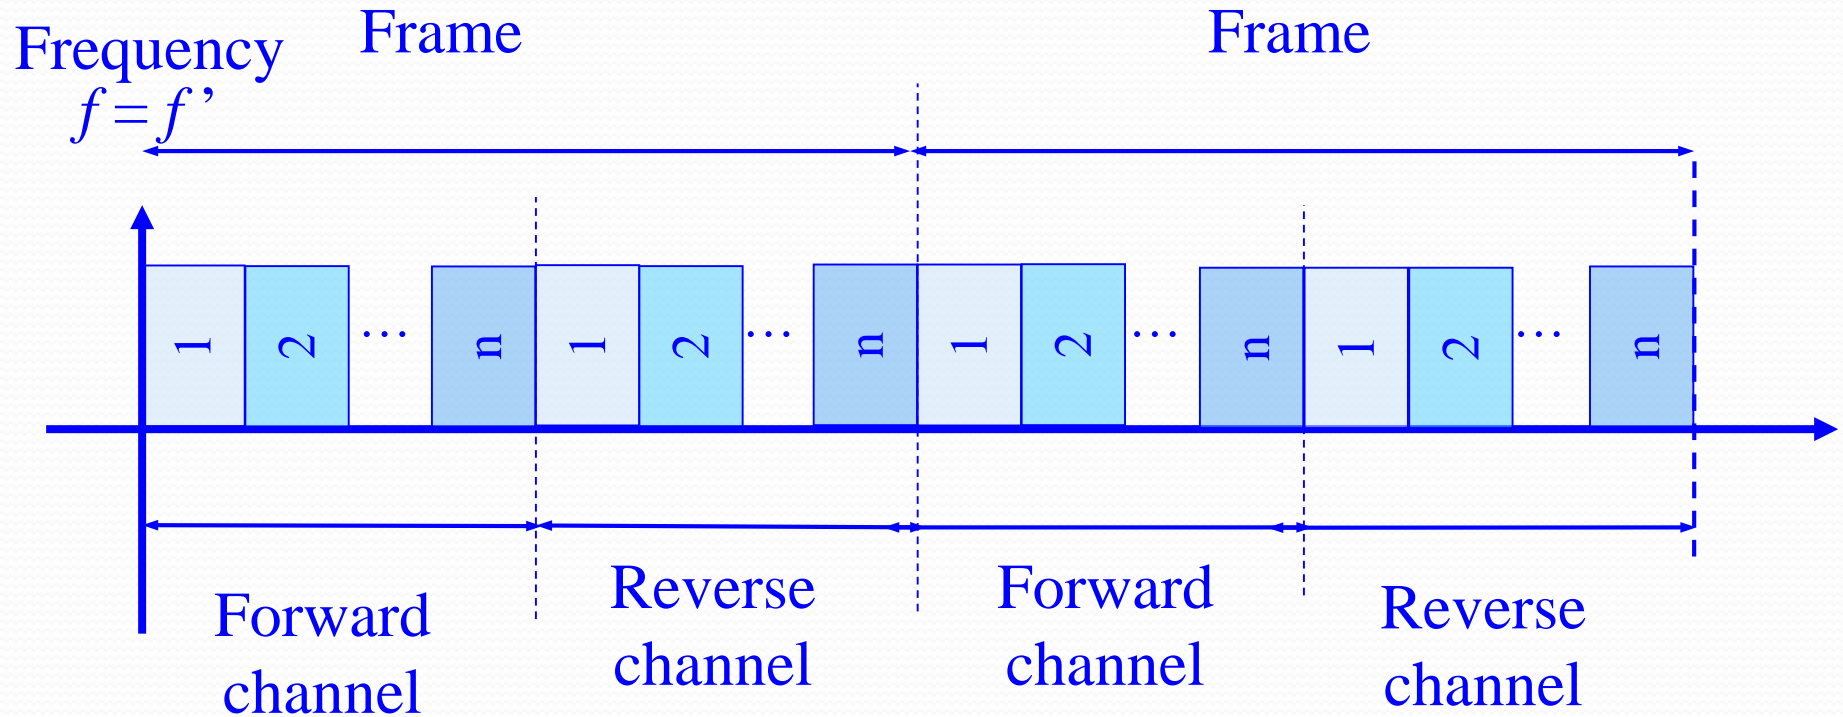 Frame
Frame
Frequency
f = f ’
1 2 … n 1 2 … n 1 2 … n 1 2 … n
Forward
channel
Reverse
channel
Forward
channel
Reverse
channel